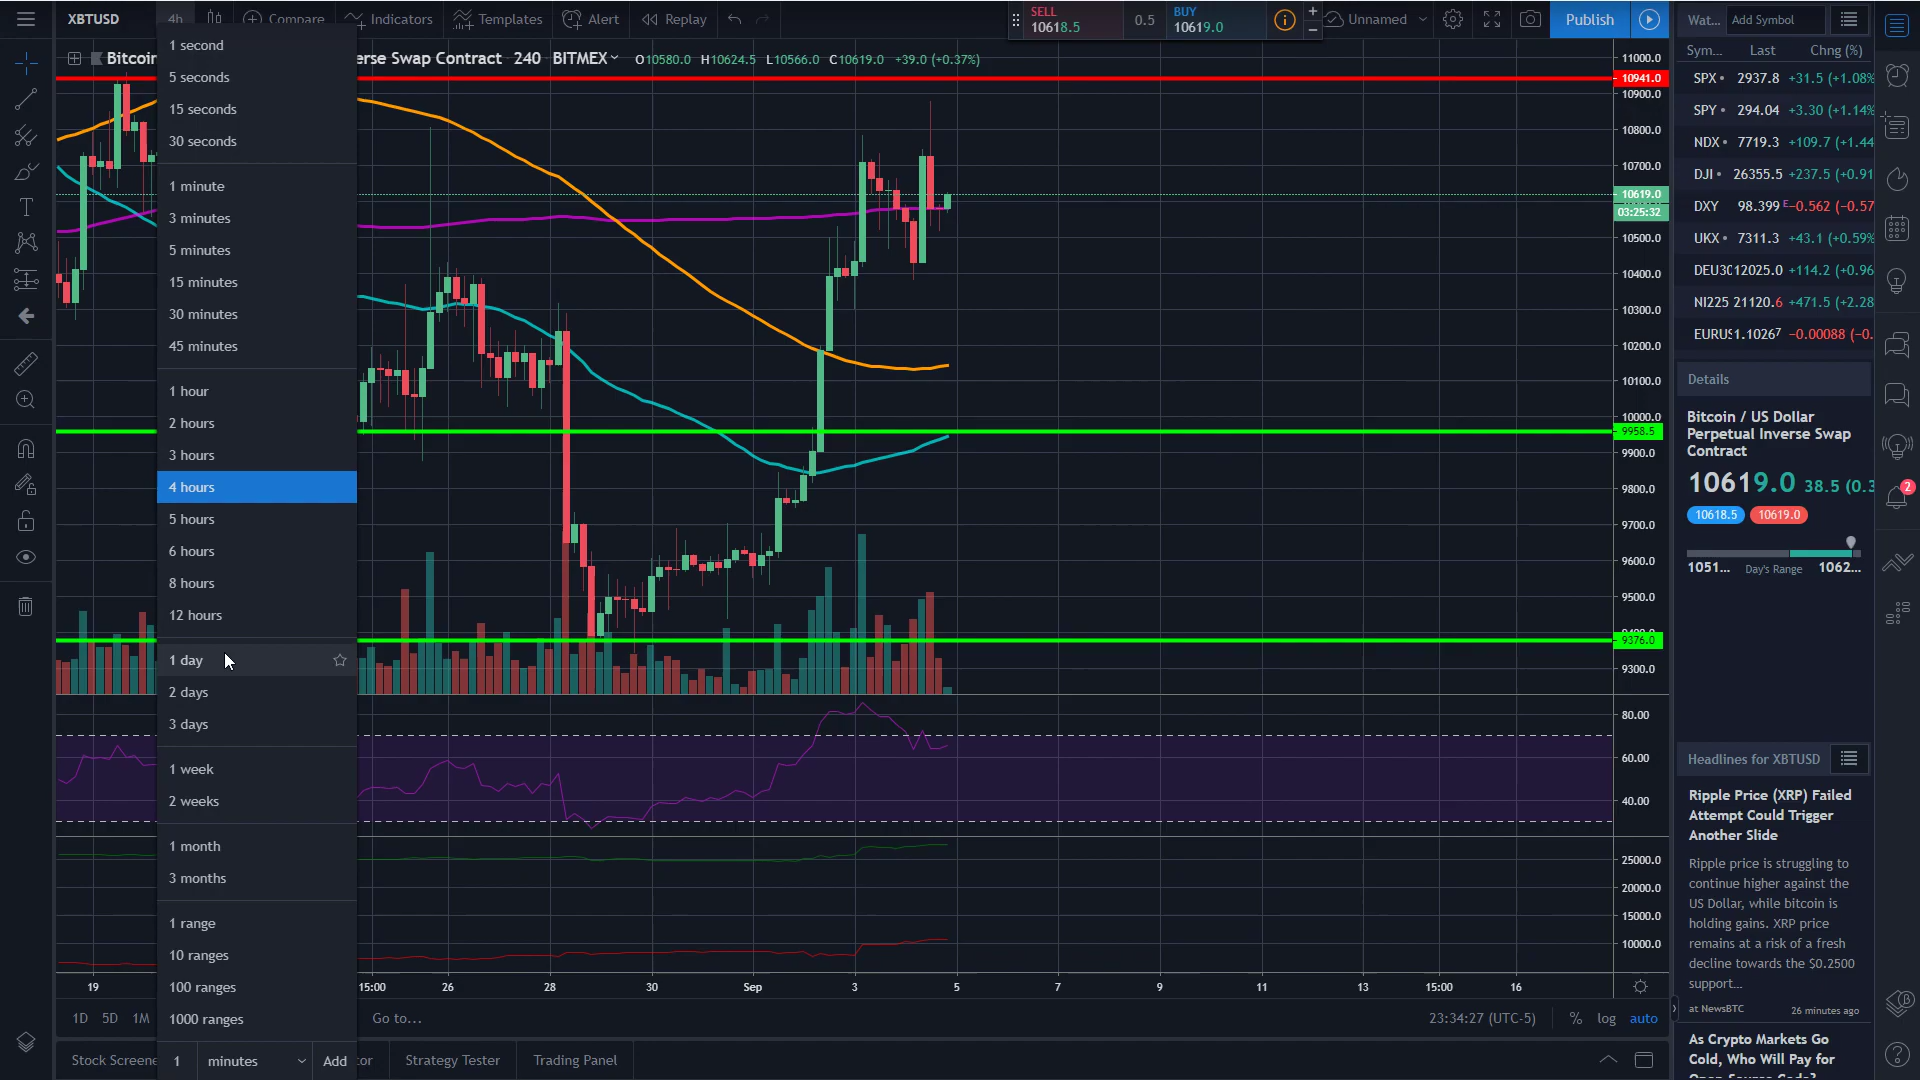 XBTUSD
4h
Compare
Indicators
Templates
Alert
Replay
SELL
10618.5
0.5
BUY
10619.0
Unnamed
Publish
Bitcoin
erse Swap Contract 240 BITMEX
O10580.0 H10624.5 L10566.0 C10619.0 +39.0 (+0.37%)
1 second
5 seconds
15 seconds
30 seconds
1 minute
3 minutes
5 minutes
15 minutes
30 minutes
45 minutes
1 hour
2 hours
3 hours
4 hours
5 hours
6 hours
8 hours
12 hours
1 day
2 days
3 days
1 week
2 weeks
1 month
3 months
1 range
10 ranges
100 ranges
1000 ranges
1 minutes Add
11000.0
10941.0
10900.0
10800.0
10700.0
10619.0
03:25:32
10500.0
10400.0
10300.0
10200.0
10100.0
10000.0
9958.5
9900.0
9800.0
9700.0
9600.0
9500.0
9376.0
9300.0
80.00
60.00
40.00
25000.0
20000.0
15000.0
10000.0
19 15:00 26 28 30 Sep 3 5 7 9 11 13 15:00 16
1D 5D 1M
Go to...
23:34:27 (UTC-5) % log auto
Stock Screene
tor
Strategy Tester
Trading Panel
Wat... Add Symbol
Sym... Last Chng (%)
SPX 2937.8 +31.5 (+1.08%
SPY 294.04 +3.30 (+1.14%
NDX 7719.3 +109.7 (+1.44
DJI 26355.5 +237.5 (+0.91
DXY 98.399 E −0.562 (−0.57
UKX 7311.3 +43.1 (+0.59%
DEU30 12025.0 +114.2 (+0.96
NI225 21120.6 +471.5 (+2.28
EURUS 1.10267 −0.00088 (−0.
Details
Bitcoin / US Dollar
Perpetual Inverse Swap
Contract
10619.0 38.5 (0.3
10618.5 10619.0
1051... Day's Range 1062...
2
Headlines for XBTUSD
Ripple Price (XRP) Failed
Attempt Could Trigger
Another Slide
Ripple price is struggling to
continue higher against the
US Dollar, while bitcoin is
holding gains. XRP price
remains at a risk of a fresh
decline towards the $0.2500
support...
at NewsBTC 26 minutes ago
As Crypto Markets Go
Cold, Who Will Pay for